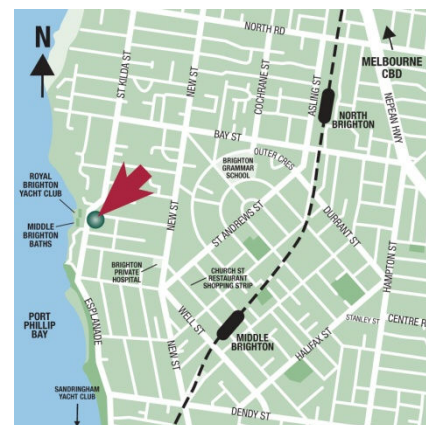 N
NORTH RD
MELBOURNE
CBD
ST KILDA ST
NEW ST
COCHRANE ST
ASLING ST
NEPEAN HWY
NORTH
BRIGHTON
BAY ST
OUTER CRES
BRIGHTON
GRAMMAR
SCHOOL
ROYAL
BRIGHTON
YACHT CLUB
MIDDLE
BRIGHTON
BATHS
NEW ST
ST ANDREWS ST
DURRANT ST
HAMPTON ST
BRIGHTON
PRIVATE
HOSPITAL
CHURCH ST
RESTAURANT
SHOPPING STRIP
PORT
PHILLIP
BAY
ESPLANADE
WELL ST
NEW ST
MIDDLE
BRIGHTON
STANLEY ST
CENTRE R
HALIFAX ST
SANDRINGHAM
YACHT CLUB
DENDY ST